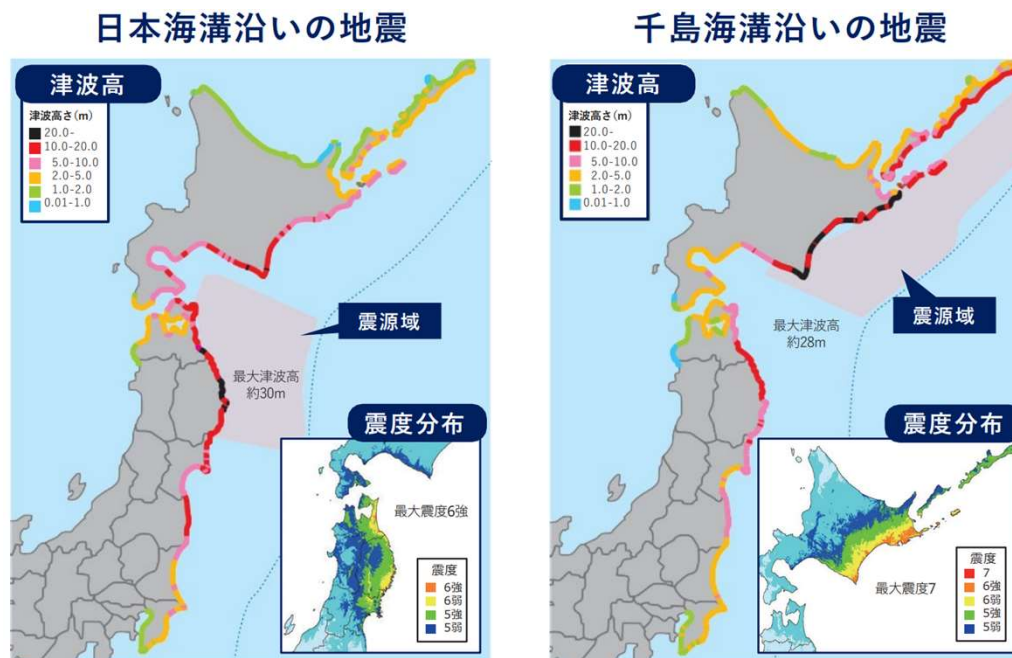 日本海溝沿いの地震
津波高
津波高さ(m)
20.0-
10.0-20.0
5.0-10.0
2.0-5.0
1.0-2.0
0.01-1.0
震源域
最大津波高
約30m
震度分布
最大震度6強
震度
6強
6弱
5強
5弱
千島海溝沿いの地震
津波高
津波高さ(m)
20.0-
10.0-20.0
5.0-10.0
2.0-5.0
1.0-2.0
0.01-1.0
震源域
最大津波高
約28m
震度分布
最大震度7
震度
7
6強
6弱
5強
5弱